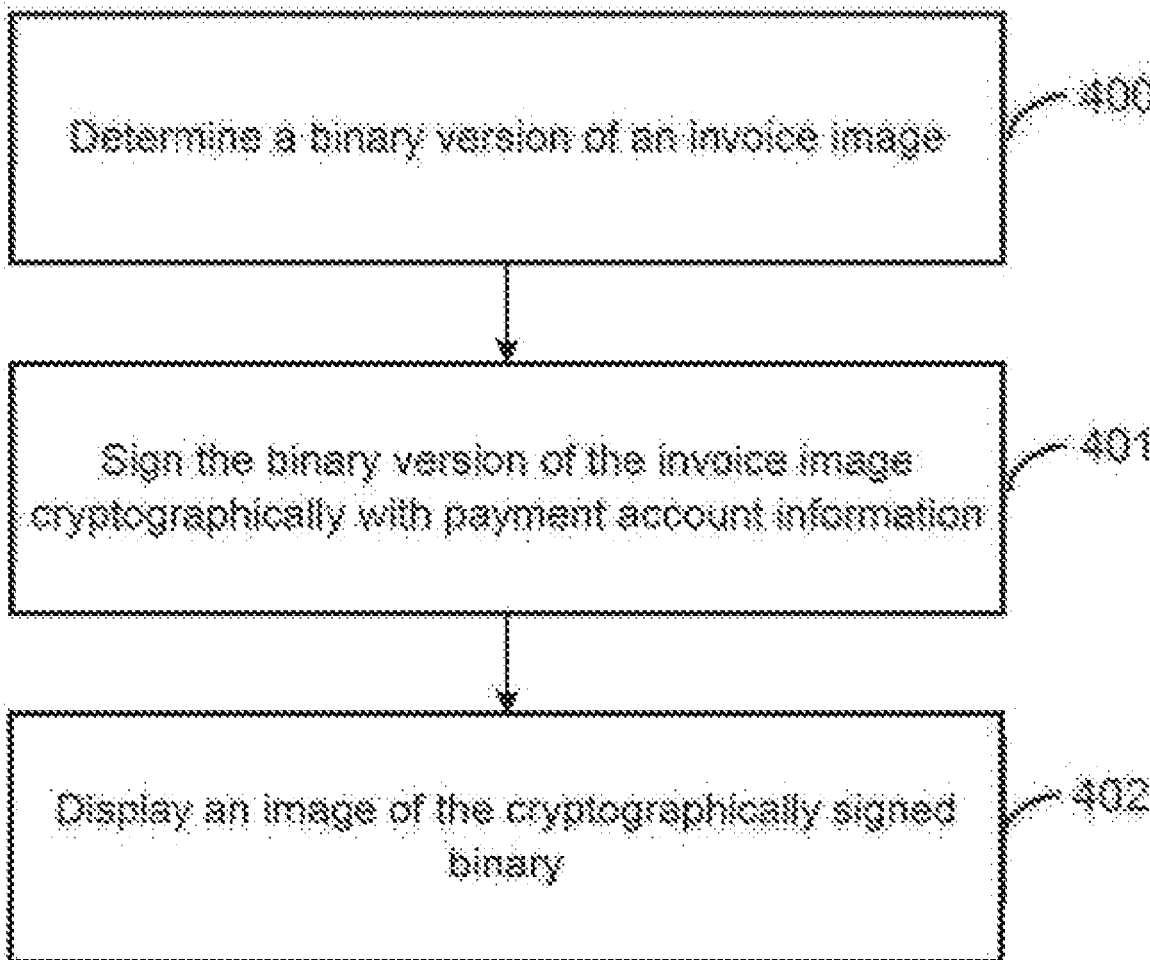 Determine a binary version of an invoice image
400
Sign the binary version of the invoice image
cryptographically with payment account information
401
Display an image of the cryptographically signed
binary
402